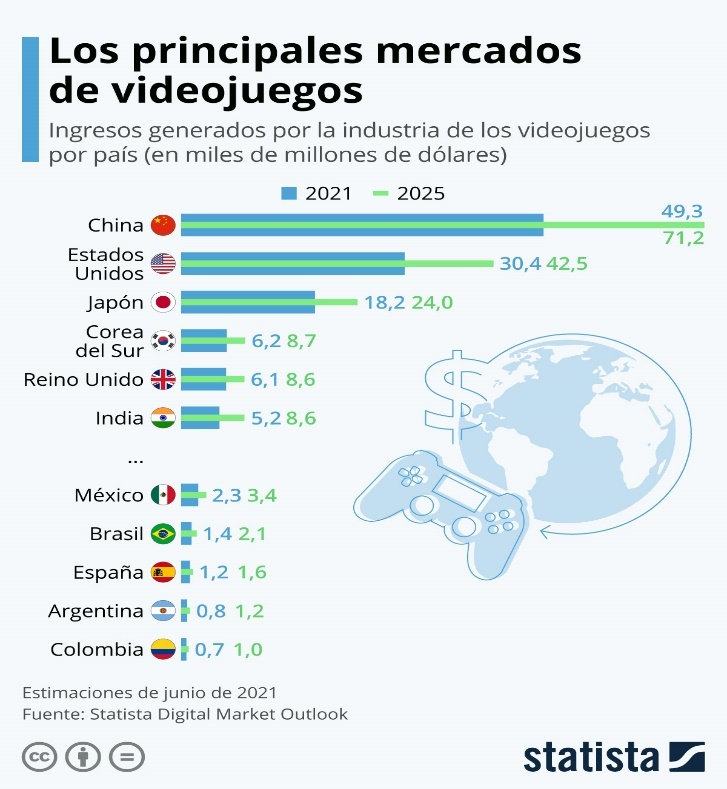 Los principales mercados
de videojuegos
Ingresos generados por la industria de los videojuegos
por país (en miles de millones de dólares)
2021 2025
China 49,3
71,2
Estados
Unidos 30,4 42,5
Japón 18,2 24,0
Corea
del Sur 6,2 8,7
Reino Unido 6,1 8,6
India 5,2 8,6
...
México 2,3 3,4
Brasil 1,4 2,1
España 1,2 1,6
Argentina 0,8 1,2
Colombia 0,7 1,0
$
Estimaciones de junio de 2021
Fuente: Statista Digital Market Outlook
cc =
statista